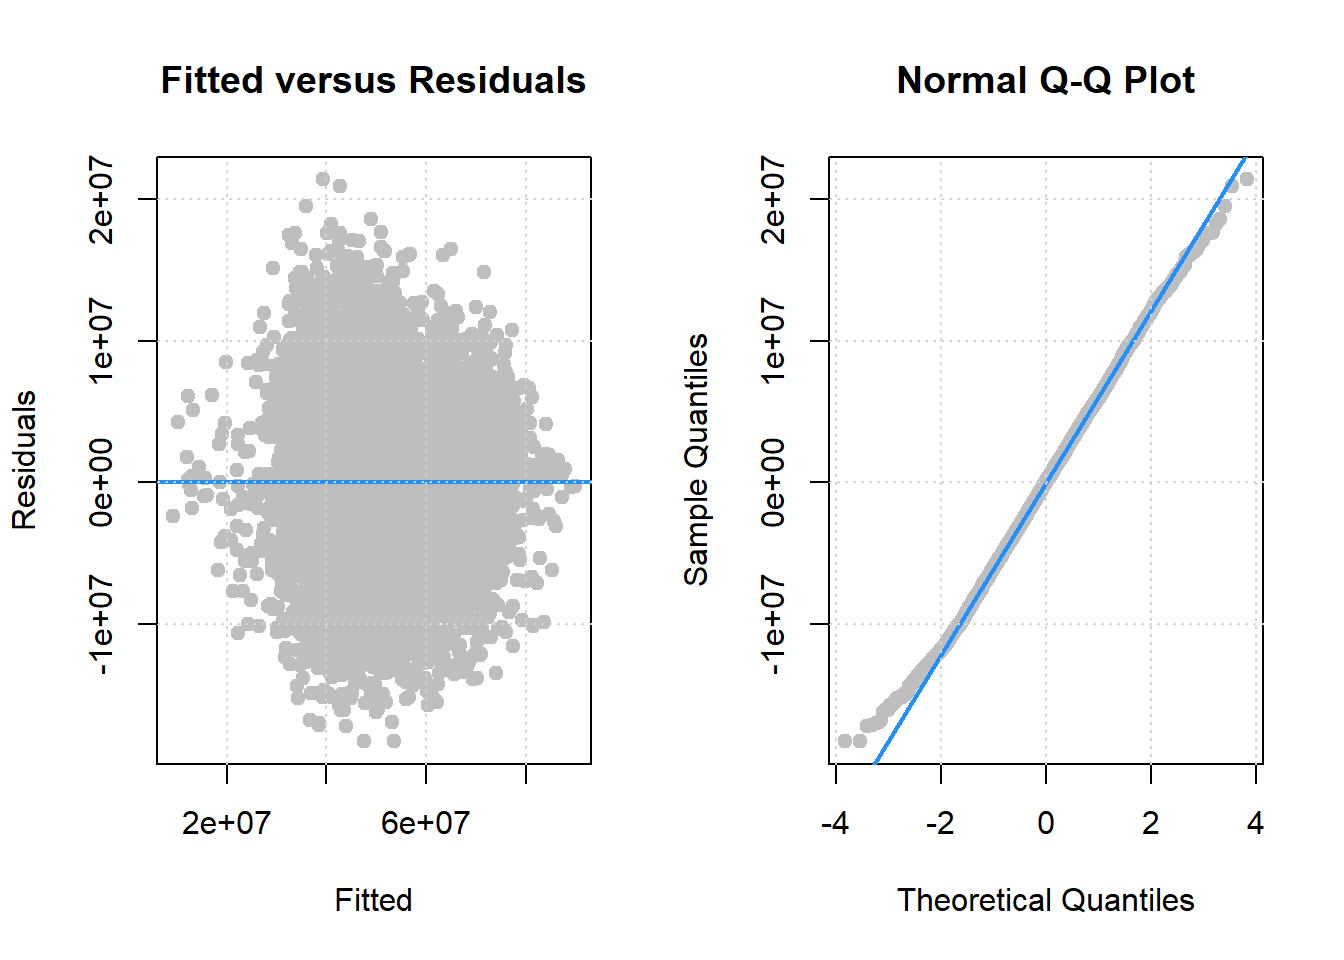 Fitted versus Residuals
Residuals
2e+07
1e+07
0e+00
-1e+07
2e+07 6e+07
Fitted
Normal Q-Q Plot
Sample Quantiles
2e+07
1e+07
0e+00
-1e+07
-4 -2 0 2 4
Theoretical Quantiles